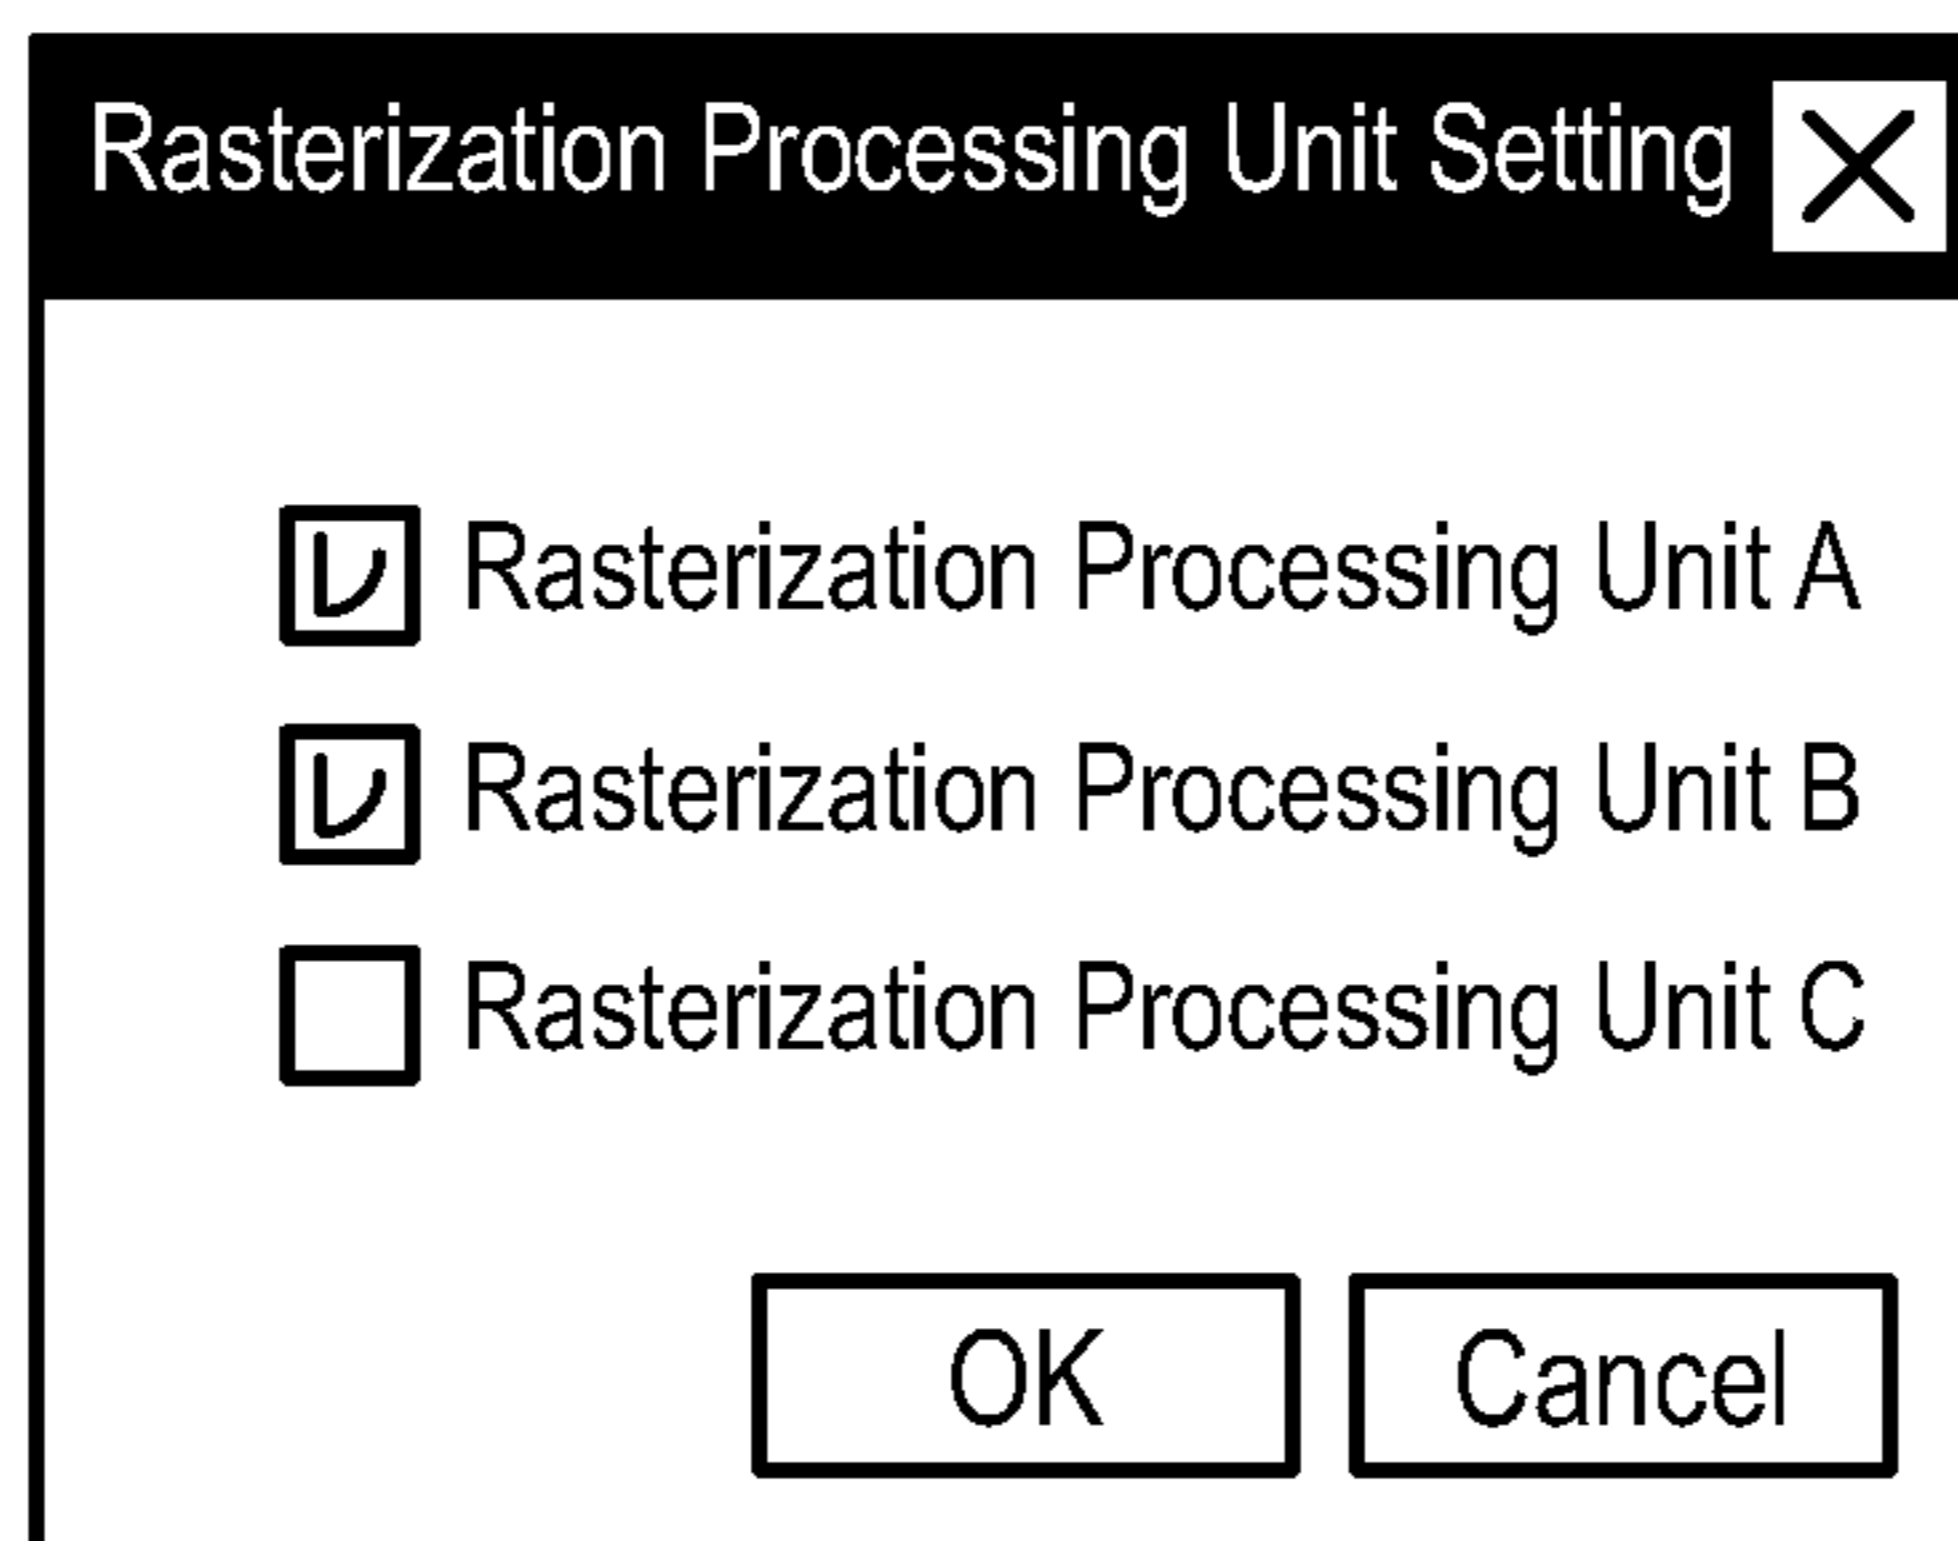 Rasterization Processing Unit Setting
Rasterization Processing Unit A
Rasterization Processing Unit B
Rasterization Processing Unit C
OK Cancel